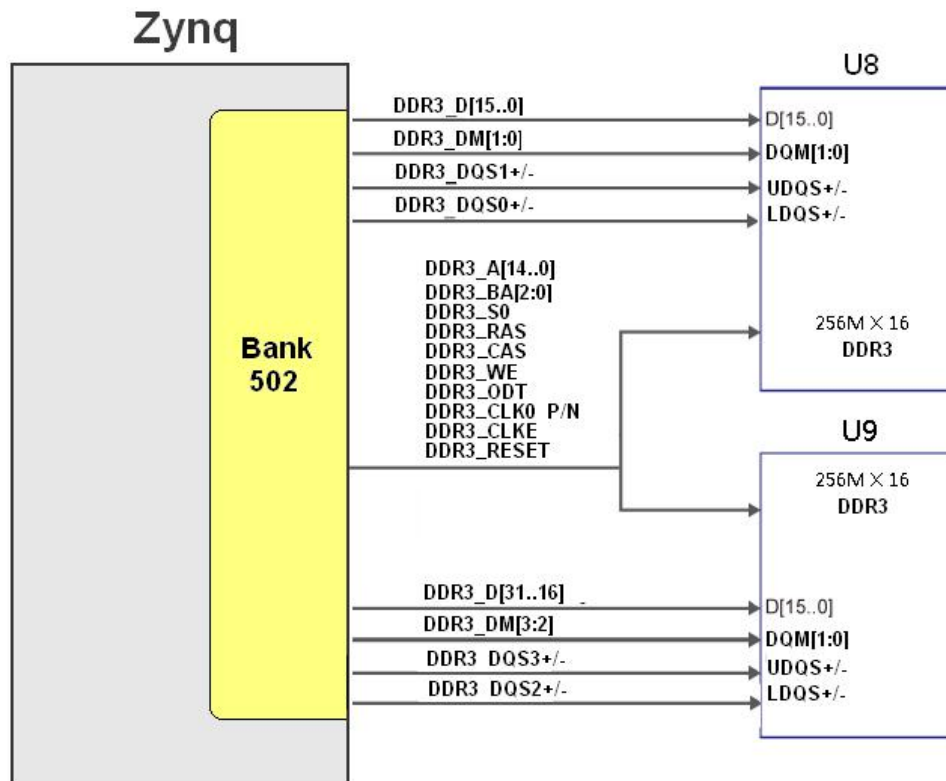 Zynq
U8
DDR3_D[15..0]
D[15..0]
DDR3_DM[1:0]
DQM[1:0]
DDR3_DQS1+/-
UDQS+/-
DDR3_DQS0+/-
LDQS+/-
DDR3_A[14..0]
DDR3_BA[2:0]
DDR3_S0
DDR3_RAS
DDR3_CAS
DDR3_WE
DDR3_ODT
DDR3_CLK0 P/N
DDR3_CLKE
DDR3_RESET
256M X 16
DDR3
Bank
502
U9
256M X 16
DDR3
DDR3_D[31..16]
D[15..0]
DDR3_DM[3:2]
DQM[1:0]
DDR3 DQS3+/-
UDQS+/-
DDR3 DQS2+/-
LDQS+/-